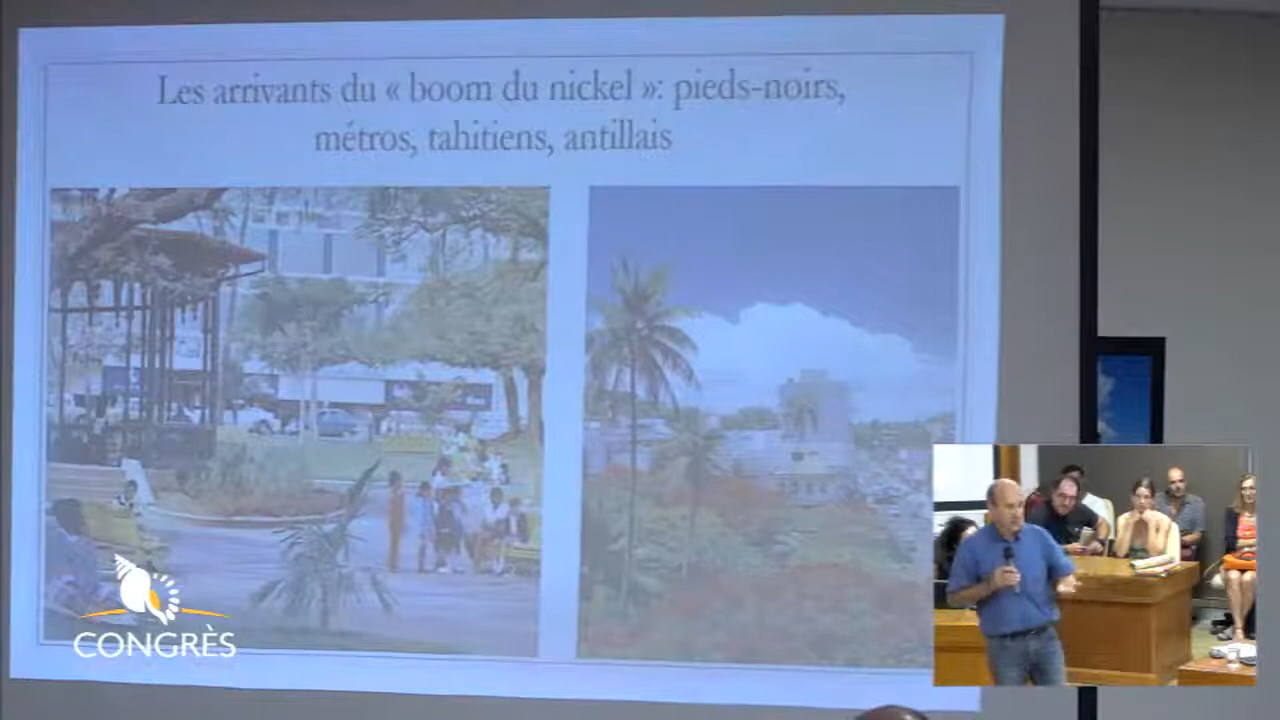 Les arrivants du « boom du nickel »: pieds-noirs,
métros, tahitiens, antillais
CONGRÈS